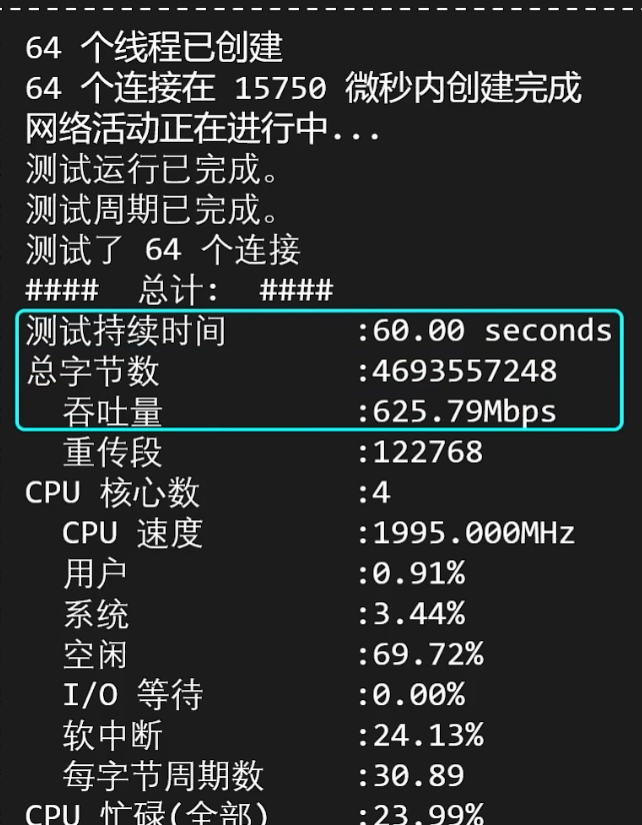 64 个线程已创建
64 个连接在 15750 微秒内创建完成
网络活动正在进行中...
测试运行已完成。
测试周期已完成。
测试了 64 个连接
#### 总计: ####
测试持续时间 :60.00 seconds
总字节数 :4693557248
吞吐量 :625.79Mbps
重传段 :122768
CPU 核心数 :4
CPU 速度 :1995.000MHz
用户 :0.91%
系统 :3.44%
空闲 :69.72%
I/O 等待 :0.00%
软中断 :24.13%
每字节周期数 :30.89
CPU 忙碌(全部) :23.99%